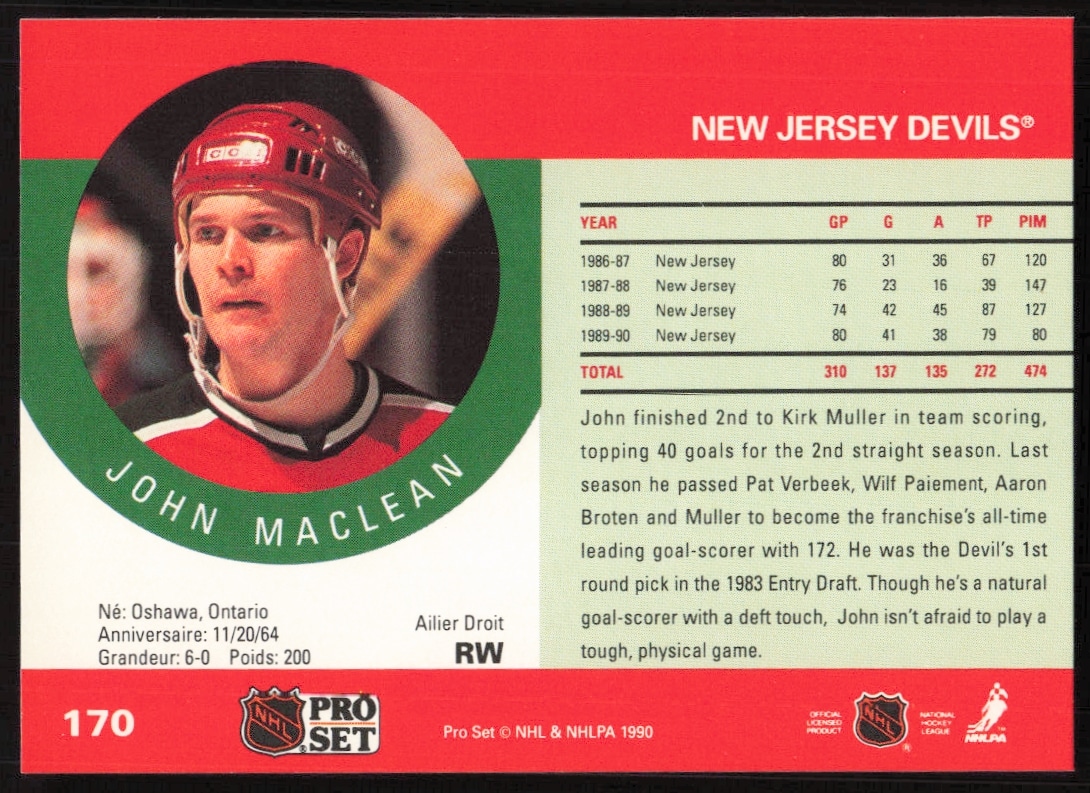 NEW JERSEY DEVILS®
CCM
CCM
YEAR GP G A TP PIM
1986-87 New Jersey 80 31 36 67 120
1987-88 New Jersey 76 23 16 39 147
1988-89 New Jersey 74 42 45 87 127
1989-90 New Jersey 80 41 38 79 80
TOTAL 310 137 135 272 474
John finished 2nd to Kirk Muller in team scoring,
topping 40 goals for the 2nd straight season. Last
season he passed Pat Verbeek, Wilf Paiement, Aaron
Broten and Muller to become the franchise's all-time
leading goal-scorer with 172. He was the Devil's 1st
round pick in the 1983 Entry Draft. Though he's a natural
goal-scorer with a deft touch, John isn't afraid to play a
tough, physical game.
JOHN MACLEAN
Né: Oshawa, Ontario
Anniversaire: 11/20/64
Grandeur: 6-0 Poids: 200
Ailier Droit
RW
170
NHL
PRO
SET
®
Pro Set © NHL & NHLPA 1990
OFFICIAL
LICENSED
PRODUCT
NHL
®
NATIONAL
HOCKEY
LEAGUE
NHLPA
™